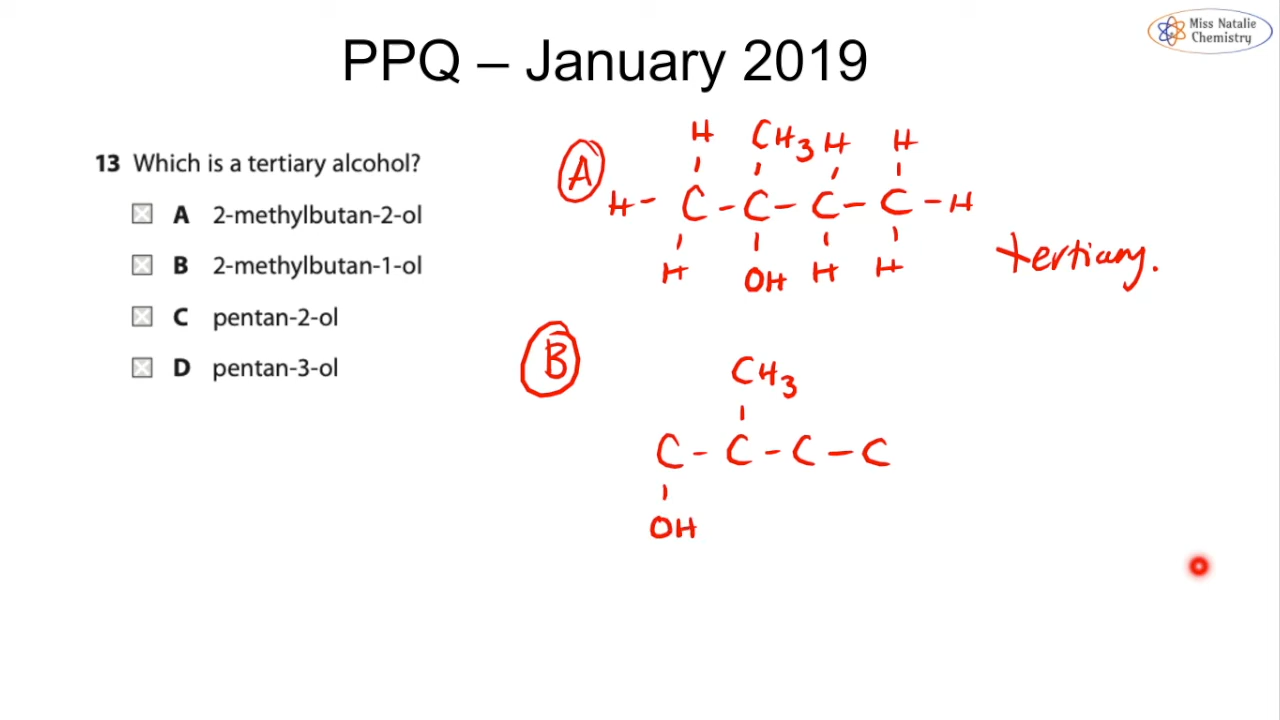 Miss Natalie
Chemistry
PPQ – January 2019
13 Which is a tertiary alcohol?
A 2-methylbutan-2-ol
B 2-methylbutan-1-ol
C pentan-2-ol
D pentan-3-ol
A
H CH3 H H
H - C - C - C - C - H
H OH H H
tertiary.
B
CH3
C - C - C - C
OH